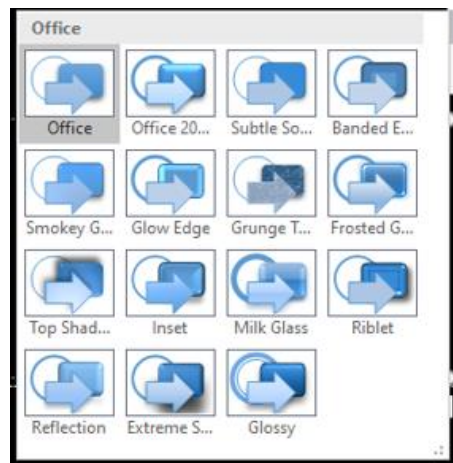 Office
Office
Office 20...
Subtle So...
Banded E...
Smokey G...
Glow Edge
Grunge T...
Frosted G...
Top Shad...
Inset
Milk Glass
Riblet
Reflection
Extreme S...
Glossy